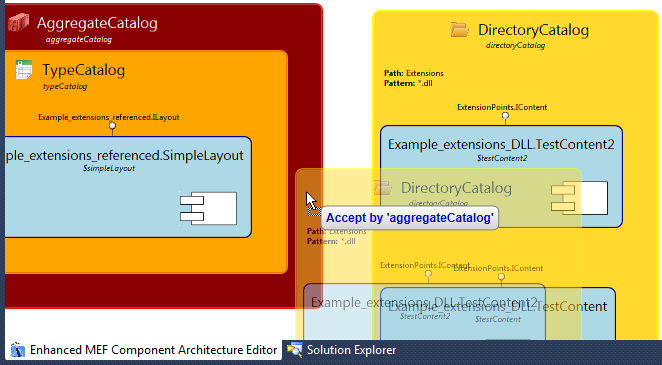 AggregateCatalog
aggregateCatalog
TypeCatalog
typeCatalog
Example_extensions_referenced.ILayout
ple_extensions_referenced.SimpleLayout
$simpleLayout
DirectoryCatalog
directoryCatalog
Path: Extensions
Pattern: *.dll
ExtensionPoints.IContent
Example_extensions_DLL.TestContent2
$testContent2
DirectoryCatalog
directoryCatalog
Accept by 'aggregateCatalog'
Path: Extensions
Pattern: *.dll
ExtensionPoints.IContent
ExtensionPoints.IContent
Example_extensions_DLL.TestContent2
$testContent2
Example_extensions_DLL.TestContent
$testContent
Enhanced MEF Component Architecture Editor
Solution Explorer